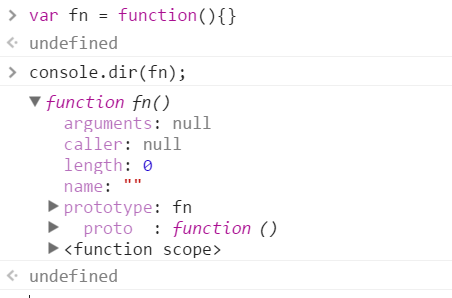 > var fn = function(){}
undefined
> console.dir(fn);
▼function fn()
arguments: null
caller: null
length: 0
name: ""
▶prototype: fn
▶ proto : function ()
▶<function scope>
undefined